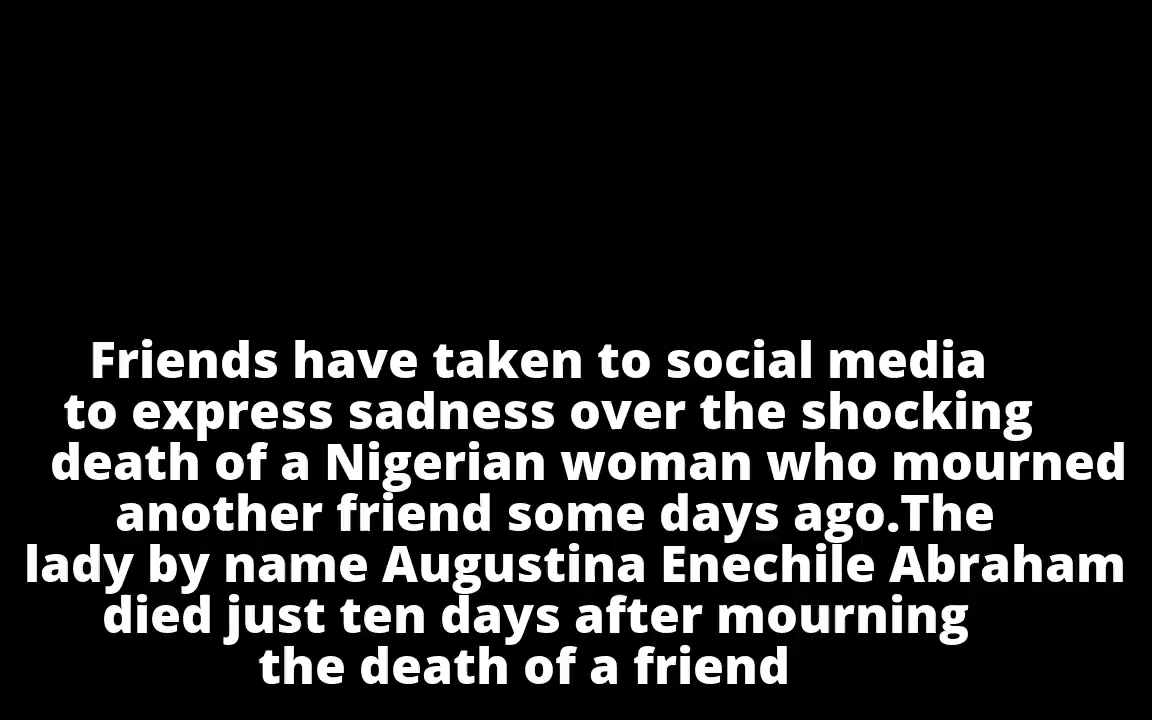 Friends have taken to social media
to express sadness over the shocking
death of a Nigerian woman who mourned
another friend some days ago.The
lady by name Augustina Enechile Abraham
died just ten days after mourning
the death of a friend